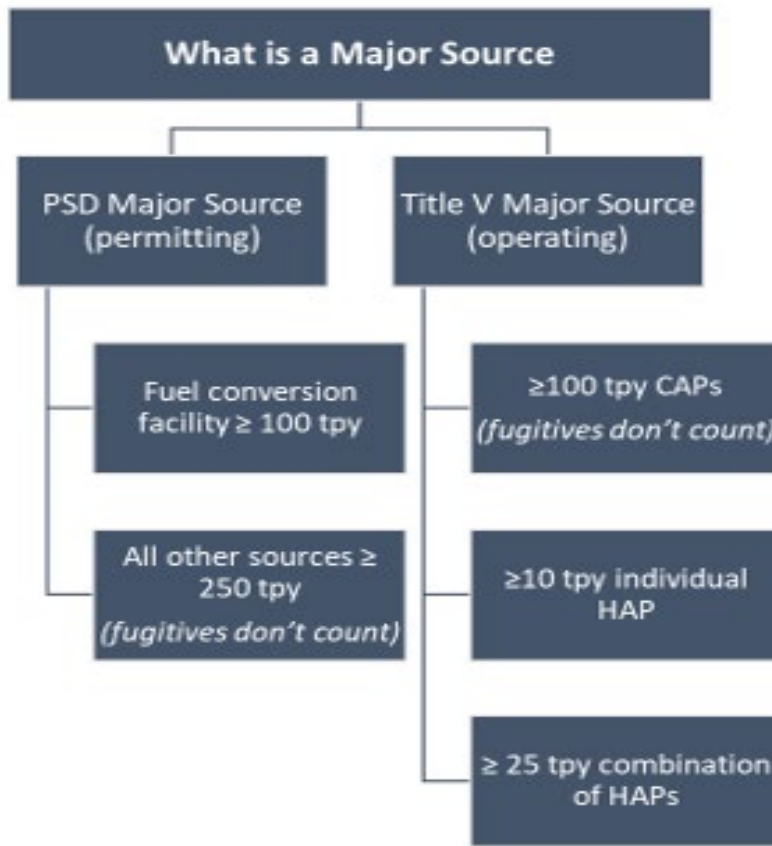 What is a Major Source
PSD Major Source
(permitting)
Title V Major Source
(operating)
Fuel conversion
facility ≥ 100 tpy
All other sources ≥
250 tpy
(fugitives don't count)
≥100 tpy CAPs
(fugitives don't count)
≥10 tpy individual
HAP
≥ 25 tpy combination
of HAPs